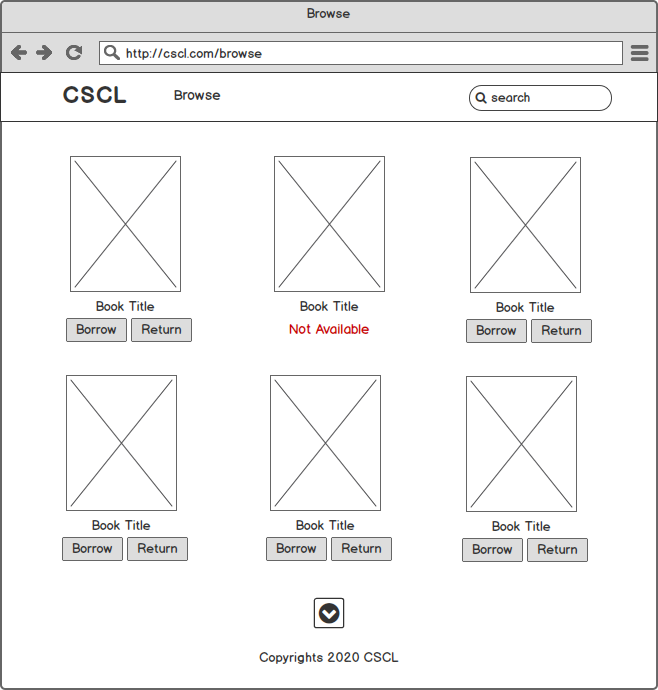 Browse
http://cscl.com/browse
CSCL Browse search
Book Title Book Title Book Title
Borrow Return Not Available Borrow Return
Book Title Book Title Book Title
Borrow Return Borrow Return Borrow Return
Copyrights 2020 CSCL